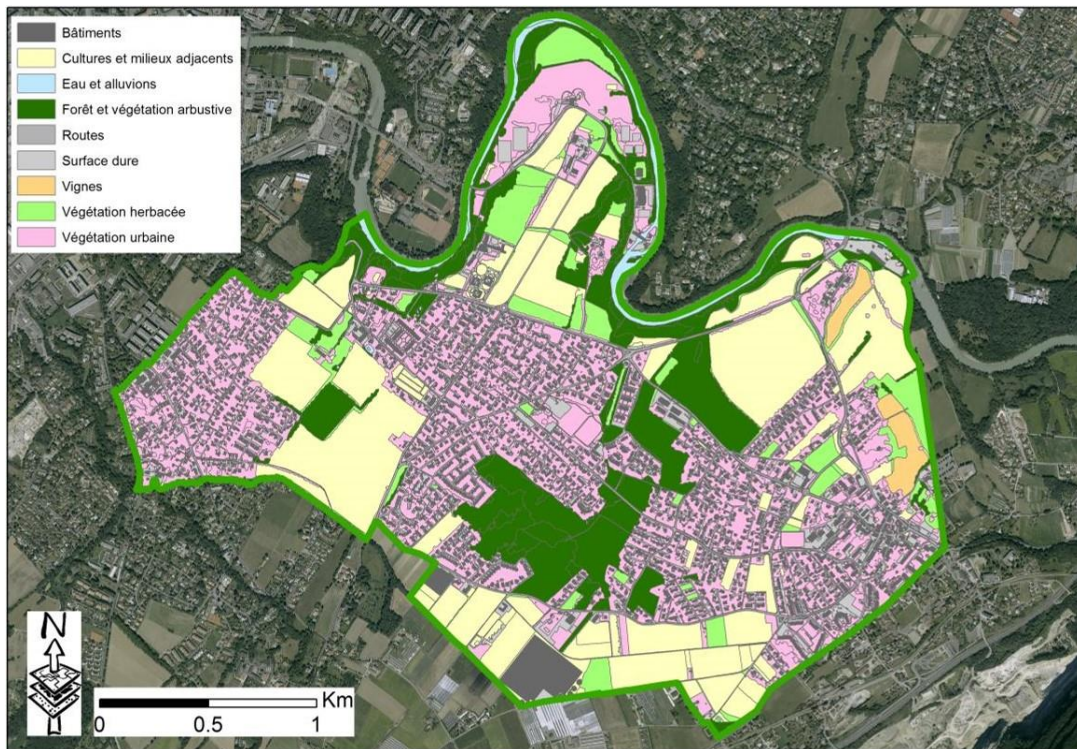 Bâtiments
Cultures et milieux adjacents
Eau et alluvions
Forêt et végétation arbustive
Routes
Surface dure
Vignes
Végétation herbacée
Végétation urbaine
N
Km
0 0.5 1